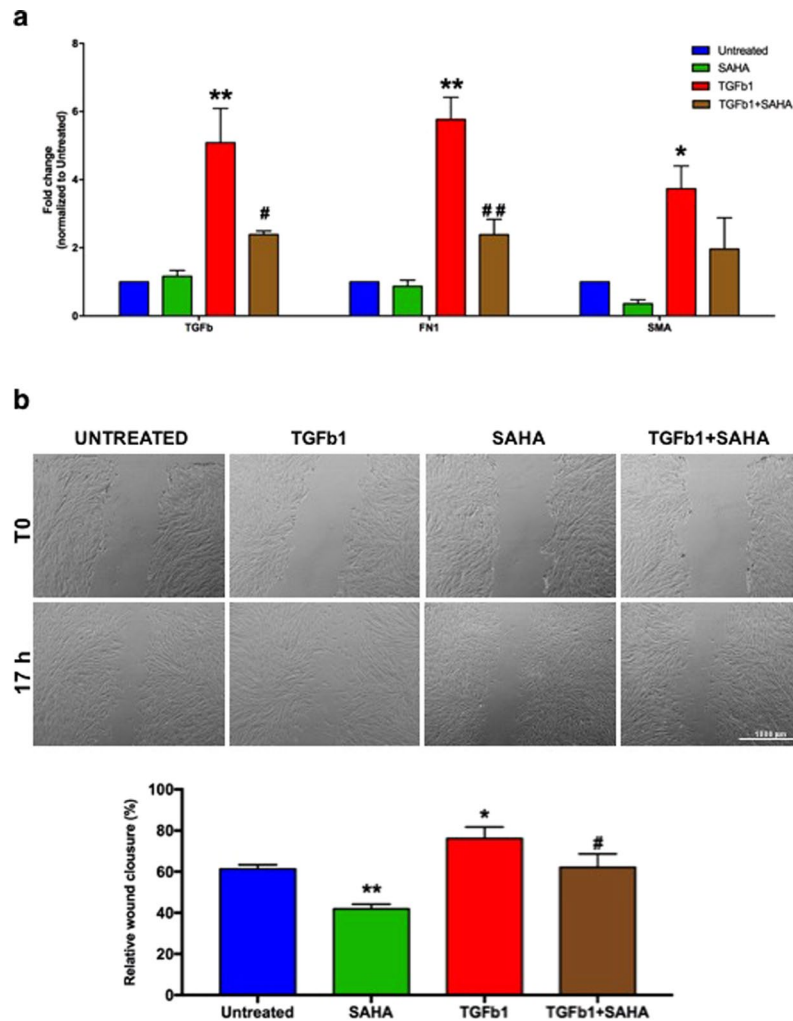 a
8
6
4
2
0
Fold change
(normalized to Untreated)
Untreated
SAHA
TGFb1
TGFb1+SAHA
**
#
**
##
*
TGFb
FN1
SMA
b
UNTREATED
TGFb1
SAHA
TGFb1+SAHA
T0
17 h
1000 µm
Relative wound clousure (%)
100
80
60
40
20
0
**
*
#
Untreated
SAHA
TGFb1
TGFb1+SAHA